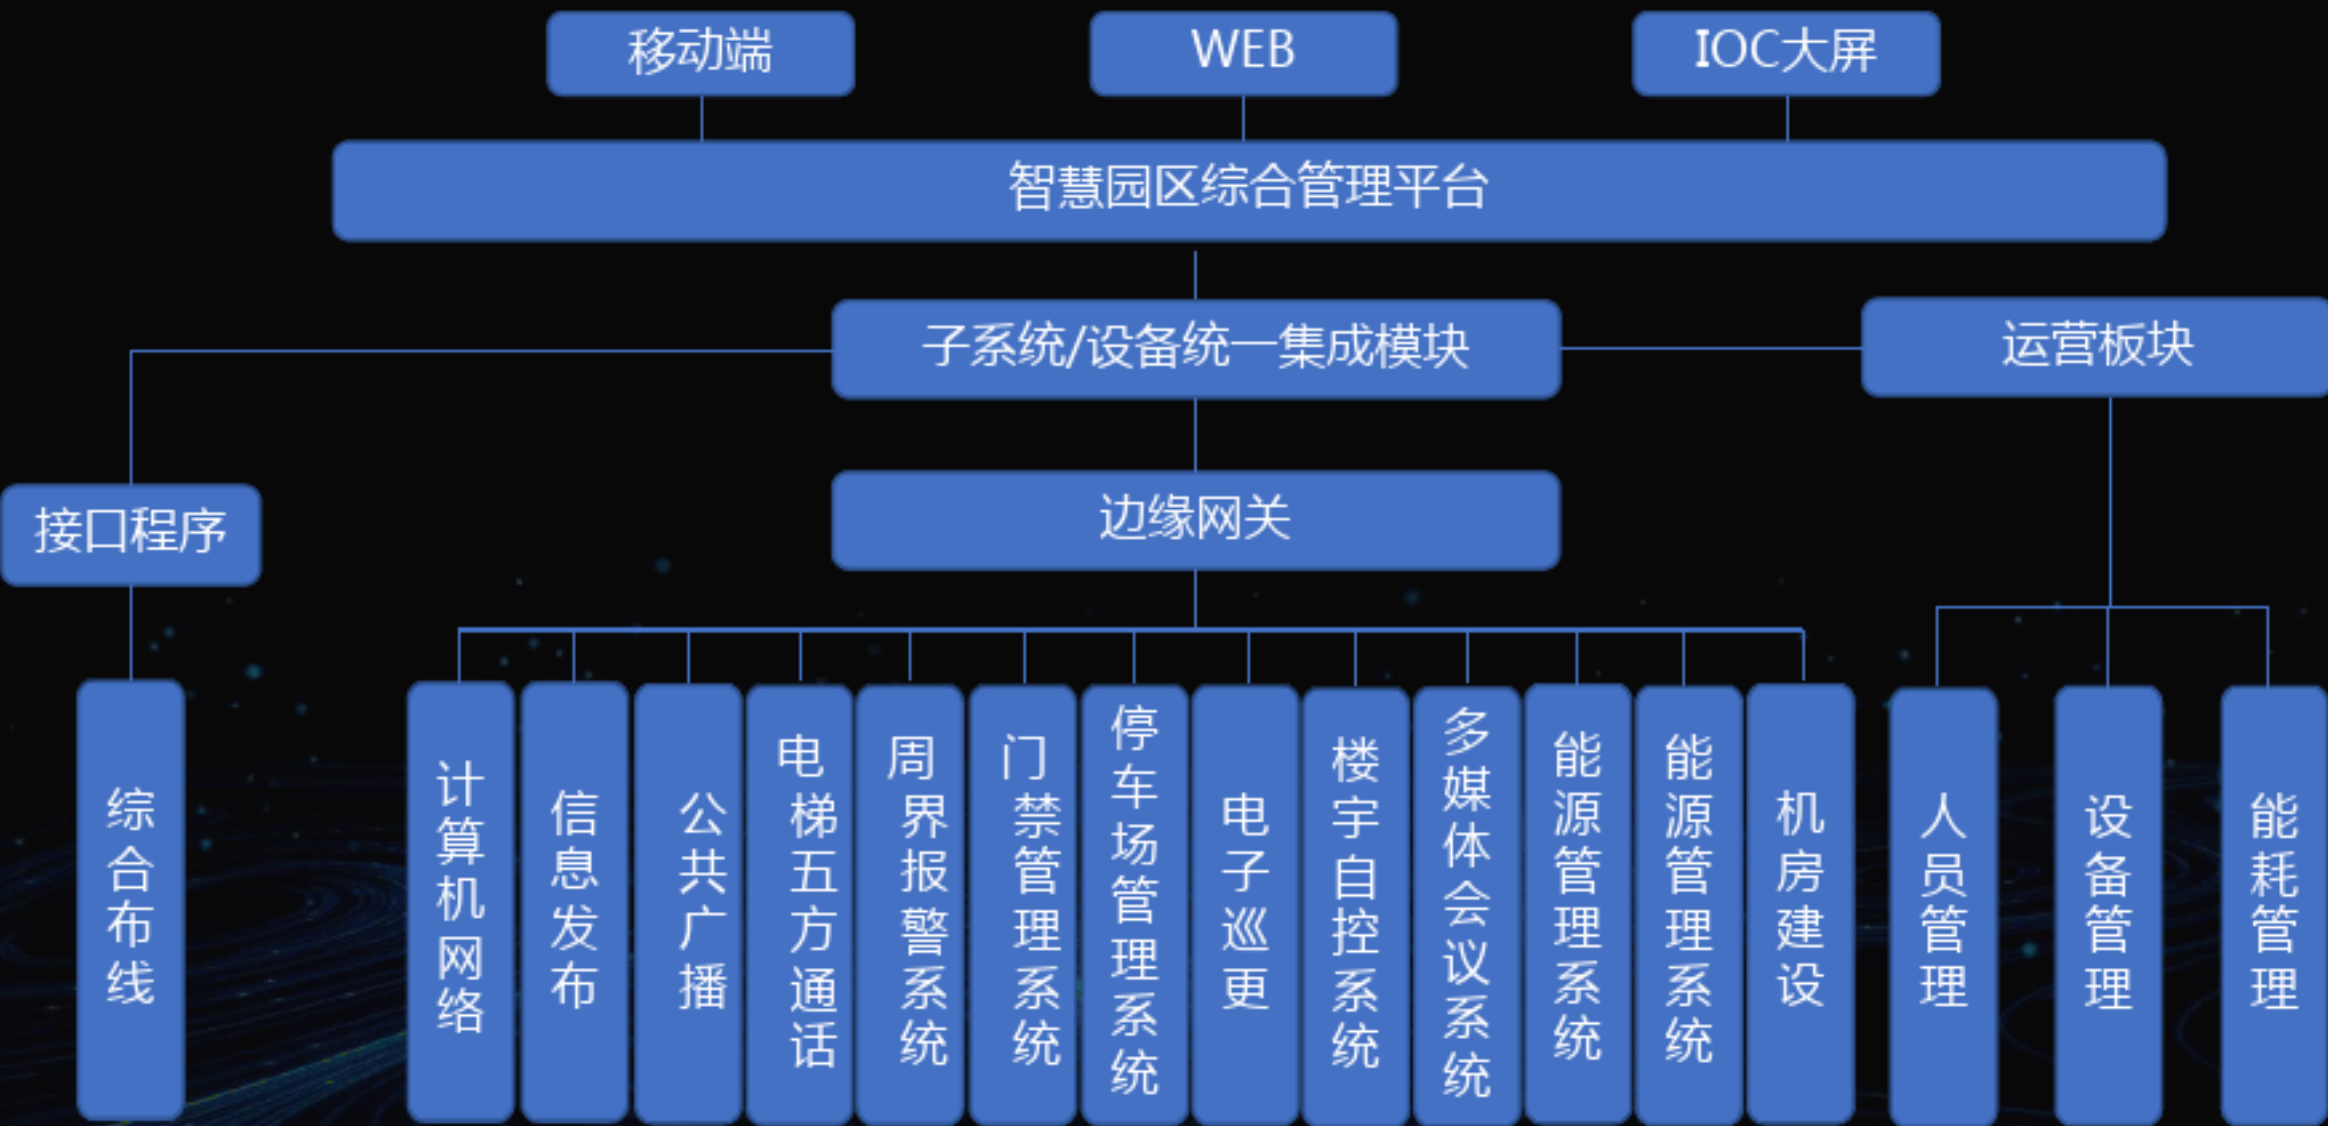 移动端
WEB
IOC大屏
智慧园区综合管理平台
子系统/设备统一集成模块
运营板块
接口程序
边缘网关
综合布线
计算机网络
信息发布
公共广播
电梯五方通话
周界报警系统
门禁管理系统
停车场管理系统
电子巡更
楼宇自控系统
多媒体会议系统
能源管理系统
能源管理系统
机房建设
人员管理
设备管理
能耗管理